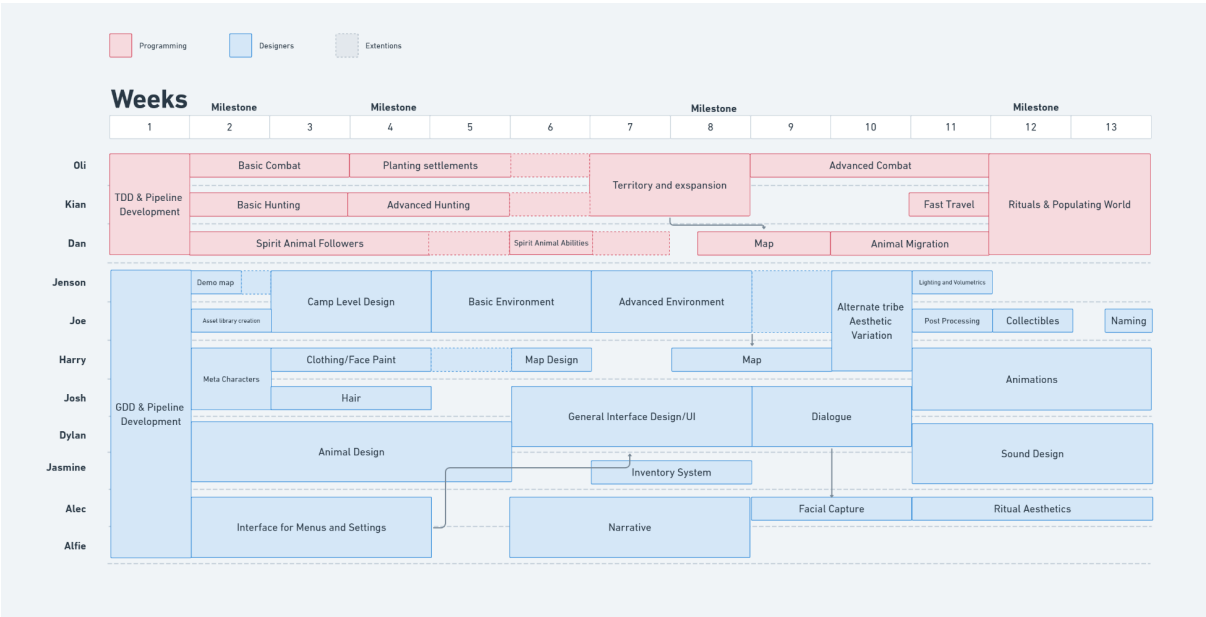 Programming
Designers
Extentions
Weeks
Milestone
Milestone
Milestone
Milestone
1 2 3 4 5 6 7 8 9 10 11 12 13
Oli
Kian
Dan
TDD & Pipeline
Development
Basic Combat
Planting settlements
Territory and exspansion
Advanced Combat
Basic Hunting
Advanced Hunting
Fast Travel
Rituals & Populating World
Spirit Animal Followers
Spirit Animal Abilities
Map
Animal Migration
Jenson
Joe
Harry
Josh
Dylan
Jasmine
Alec
Alfie
GDD & Pipeline
Development
Demo map
Asset library creation
Camp Level Design
Basic Environment
Advanced Environment
Alternate tribe
Aesthetic
Variation
Lighting and Volumetrics
Post Processing
Collectibles
Naming
Meta Characters
Clothing/Face Paint
Map Design
Map
Animations
Hair
General Interface Design/UI
Dialogue
Animal Design
Inventory System
Sound Design
Interface for Menus and Settings
Narrative
Facial Capture
Ritual Aesthetics